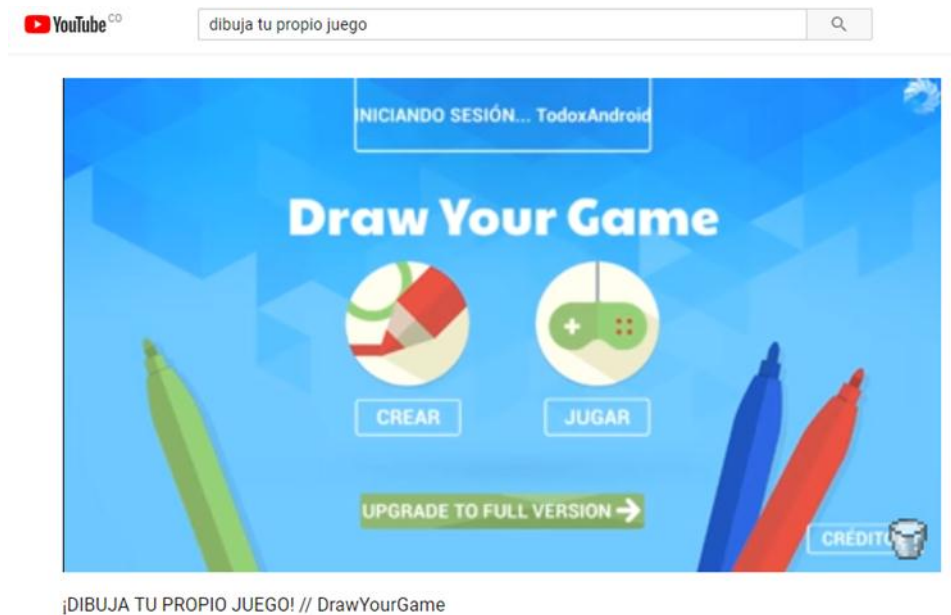 YouTube CO
dibuja tu propio juego
INICIANDO SESIÓN... TodoxAndroid
Draw Your Game
CREAR
JUGAR
UPGRADE TO FULL VERSION
¡DIBUJA TU PROPIO JUEGO! // DrawYourGame